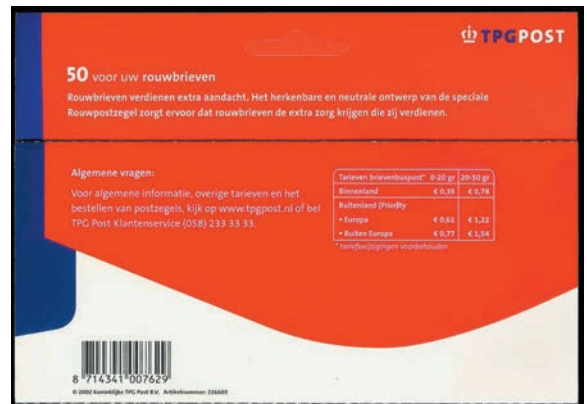 TPGPOST
50 voor uw rouwbrieven
Rouwbrieven verdienen extra aandacht. Het herkenbare en neutrale ontwerp van de speciale
Rouwpostzegel zorgt ervoor dat rouwbrieven de extra zorg krijgen die zij verdienen.
Algemene vragen:
Voor algemene informatie, overige tarieven en het
bestellen van postzegels, kijk op www.tpgpost.nl of bel
TPG Post Klantenservice (058) 233 33 33.
Tarieven brievenbuspost* 0-20 gr 20-50 gr
Binnenland € 0,39 € 0,78
Buitenland (Priority
• Europa € 0,61 € 1,22
• Buiten Europa € 0,77 € 1,54
* tariefswijzigingen voorbehouden
8 714341 007629
© 2002 Koninklijke TPG Post B.V. Artikelnummer: